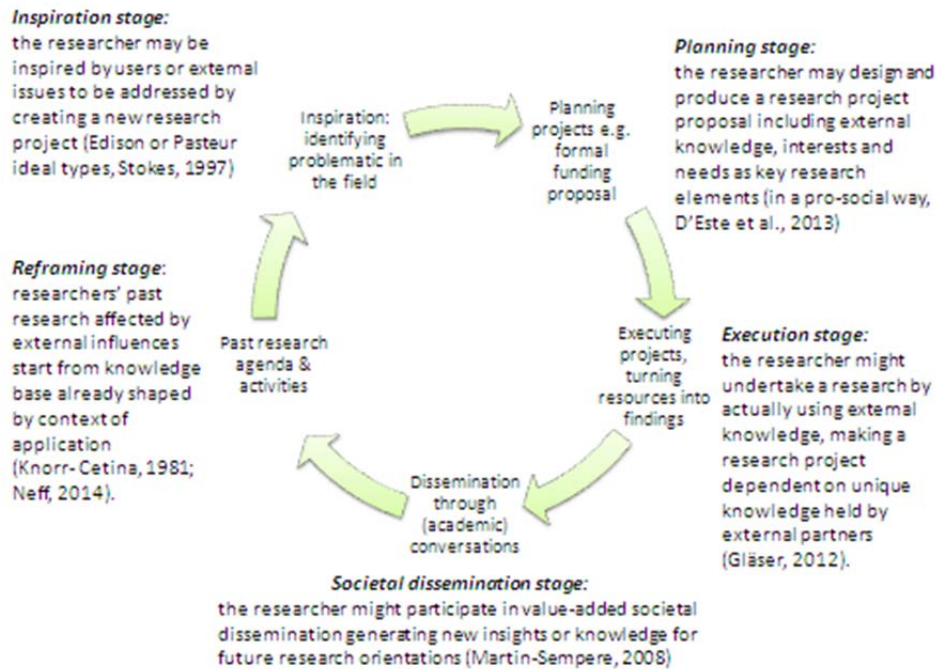 Inspiration stage:
the researcher may be
inspired by users or external
issues to be addressed by
creating a new research
project (Edison or Pasteur
ideal types, Stokes, 1997)
Inspiration:
identifying
problematic in
the field
Planning
projects e.g.
formal
funding
proposal
Planning stage:
the researcher may design and
produce a research project
proposal including external
knowledge, interests and
needs as key research
elements (in a pro-social way,
D'Este et al., 2013)
Reframing stage:
researchers' past
research affected by
external influences
start from knowledge
base already shaped
by context of
application
(Knorr- Cetina, 1981;
Neff, 2014).
Past research
agenda &
activities
Executing
projects,
turning
resources into
findings
Execution stage:
the researcher might
undertake a research by
actually using external
knowledge, making a
research project
dependent on unique
knowledge held by
external partners
(Gläser, 2012).
Dissemination
through
(academic)
conversations
Societal dissemination stage:
the researcher might participate in value-added societal
dissemination generating new insights or knowledge for
future research orientations (Martin-Sempere, 2008)